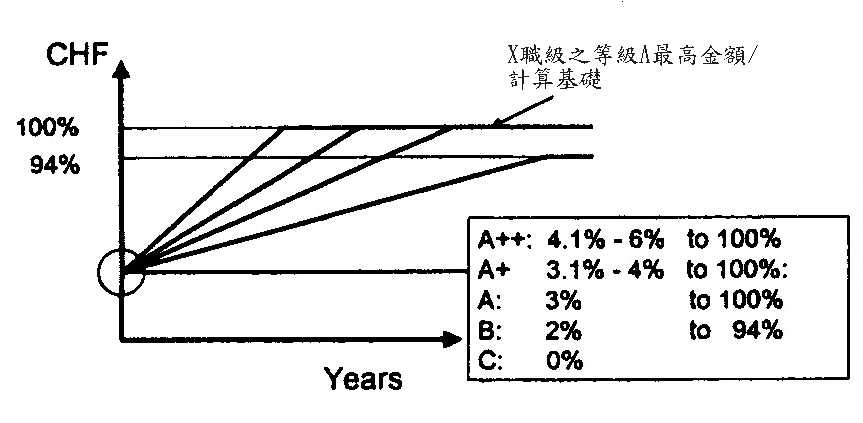 X職級之等級A最高金額/
計算基礎
CHF
100%
94%
A++: 4.1% - 6% to 100%
A+ 3.1% - 4% to 100%:
A: 3% to 100%
B: 2% to 94%
C: 0%
Years